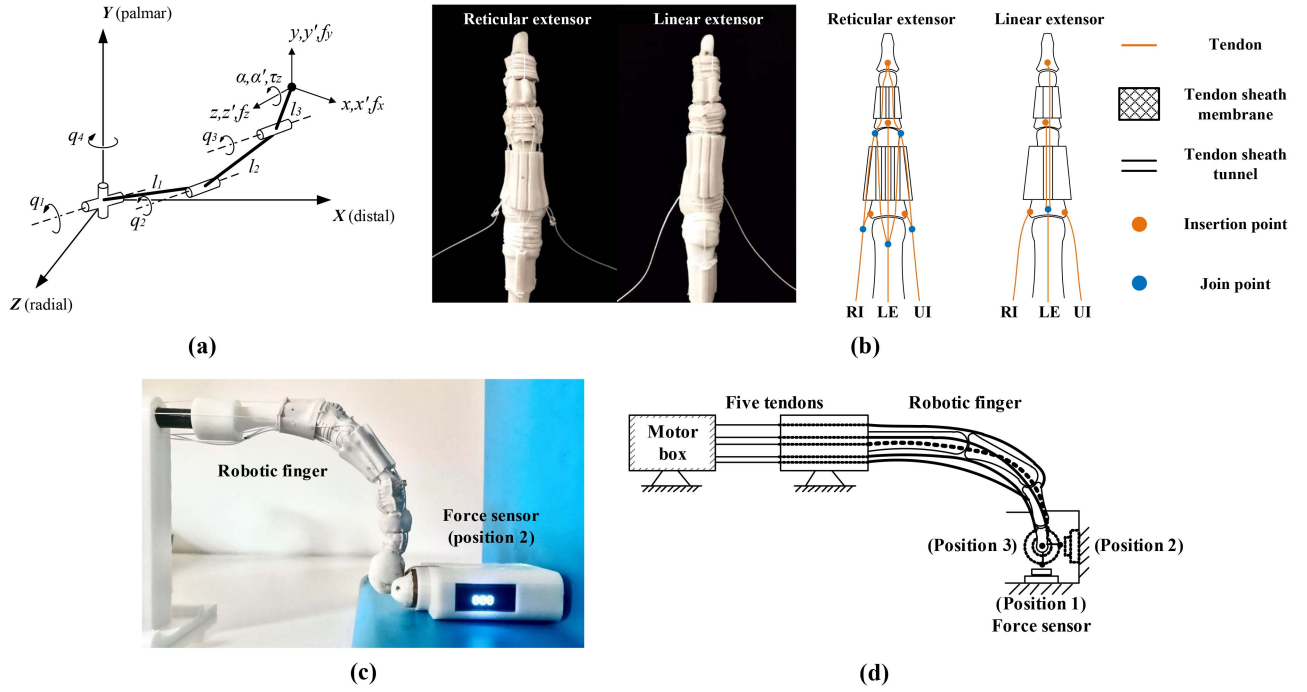 Y (palmar)
y,y',fy
α,α',τz
z,z',fz
x,x',fx
l3
q3
q4
l2
l1
q1
q2
X (distal)
Z (radial)
(a)
Reticular extensor
Linear extensor
Reticular extensor
Linear extensor
RI LE UI
RI LE UI
Tendon
Tendon sheath
membrane
Tendon sheath
tunnel
Insertion point
Join point
(b)
Robotic finger
Force sensor
(position 2)
000
(c)
Five tendons
Robotic finger
Motor
box
(Position 3)
(Position 2)
(Position 1)
Force sensor
(d)